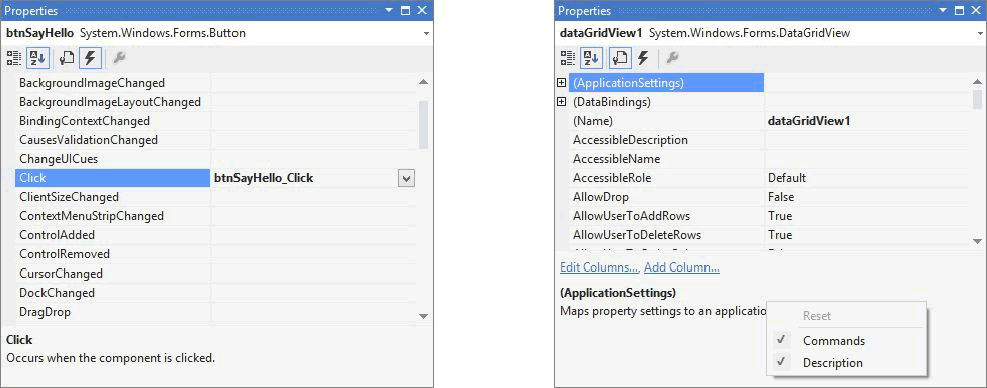 Properties
btnSayHello System.Windows.Forms.Button
BackgroundImageChanged
BackgroundImageLayoutChanged
BindingContextChanged
CausesValidationChanged
ChangeUICues
Click btnSayHello_Click
ClientSizeChanged
ContextMenuStripChanged
ControlAdded
ControlRemoved
CursorChanged
DockChanged
DragDrop
Click
Occurs when the component is clicked.
Properties
dataGridView1 System.Windows.Forms.DataGridView
(ApplicationSettings)
(DataBindings)
(Name) dataGridView1
AccessibleDescription
AccessibleName
AccessibleRole Default
AllowDrop False
AllowUserToAddRows True
AllowUserToDeleteRows True
Edit Columns..., Add Column...
(ApplicationSettings)
Maps property settings to an applicatio
Reset
Commands
Description